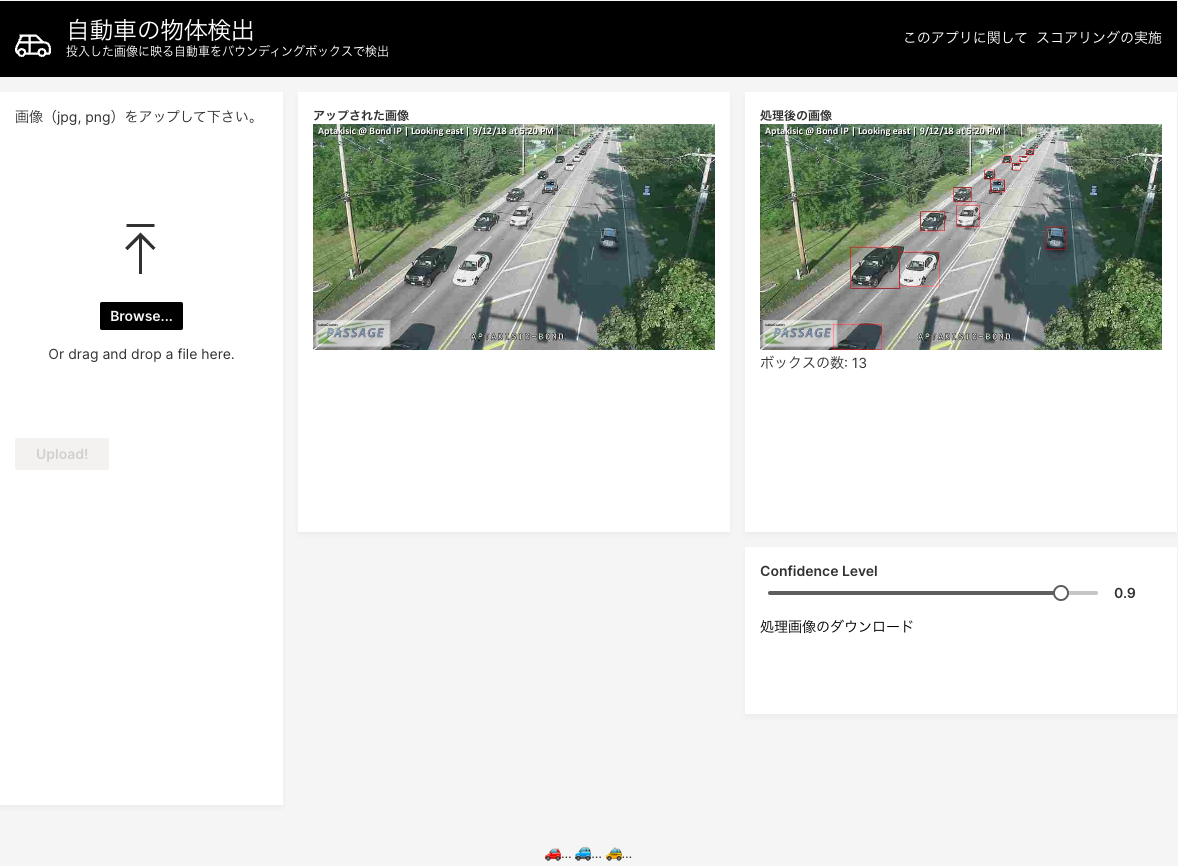 自動車の物体検出
投入した画像に映る自動車をバウンディングボックスで検出
このアプリに関して スコアリングの実施
画像（jpg, png）をアップして下さい。
Browse...
Or drag and drop a file here.
Upload!
アップされた画像
Aptakisic @ Bond IP | Looking east | 9/12/18 at 5:20 PM
PASSAGE
APTAKISIC-BOND
処理後の画像
Aptakisic @ Bond IP | Looking east | 9/12/18 at 5:20 PM
PASSAGE
APTAKISIC-BOND
ボックスの数: 13
Confidence Level
0.9
処理画像のダウンロード
... ... ...